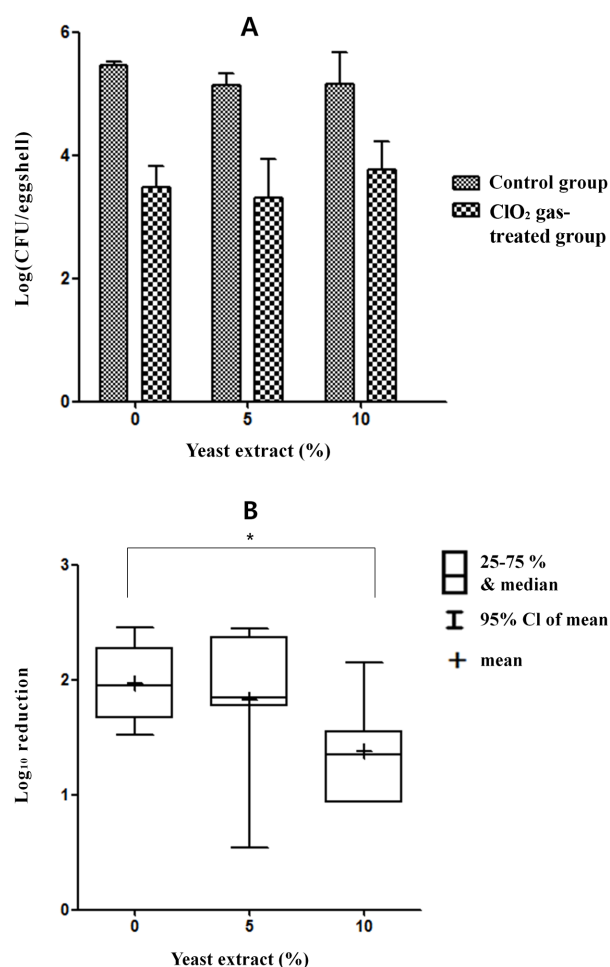 A
6
4
2
0
Log(CFU/eggshell)
0 5 10
Yeast extract (%)
Control group
ClO₂ gas-
treated group
B
*
3
2
1
0
Log₁₀ reduction
0 5 10
Yeast extract (%)
25-75 %
& median
95% Cl of mean
mean